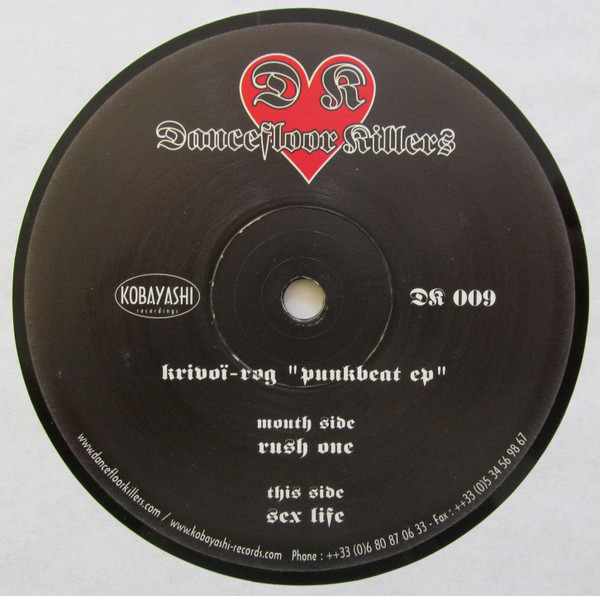 D K
Dancefloor Killers
KOBAYASHI
recordings
DK 009
krivoï-rog "punkbeat ep"
mouth side
rush one
this side
sex life
www.dancefloorkillers.com / www.kobayashi-records.com Phone : ++33 (0)6 80 87 06 33 - Fax : ++33 (0)5 34 56 98 67